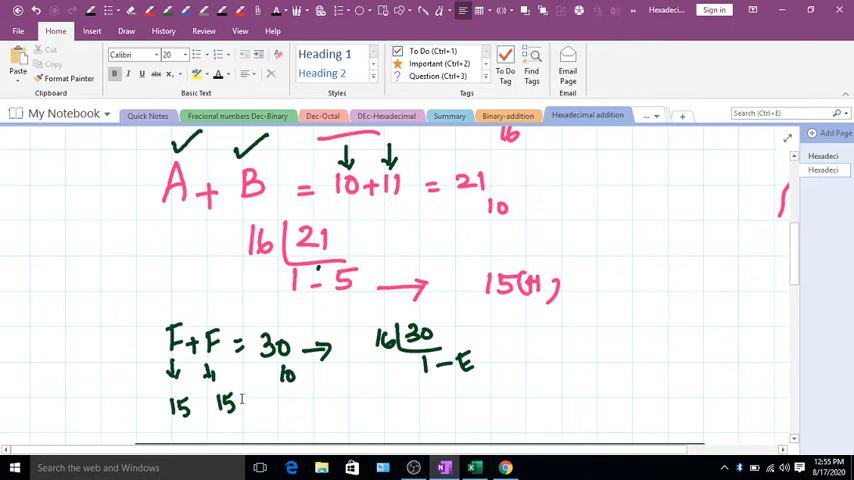 Hexadeci...
Sign in
File Home Insert Draw History Review View Help
Paste
Cut
Copy
Format Painter
Clipboard
Calibri 20
B I U abc x₂ A
Basic Text
Heading 1
Heading 2
Styles
To Do (Ctrl+1)
Important (Ctrl+2)
Question (Ctrl+3)
Tags
To Do Tag
Find Tags
Email Page
Email
My Notebook
Quick Notes
Fractional numbers Dec-Binary
Dec-Octal
DEc-Hexadecimal
Summary
Binary-addition
Hexadecimal addition
...
Search (Ctrl+E)
Add Page
Hexadeci
Hexadeci
16
A + B = 10+11 = 21
10
16 21
1 - 5 → 15(H)
F+F = 30 → 16 30
10
1 - E
15 15
Search the web and Windows
12:55 PM
8/17/2020